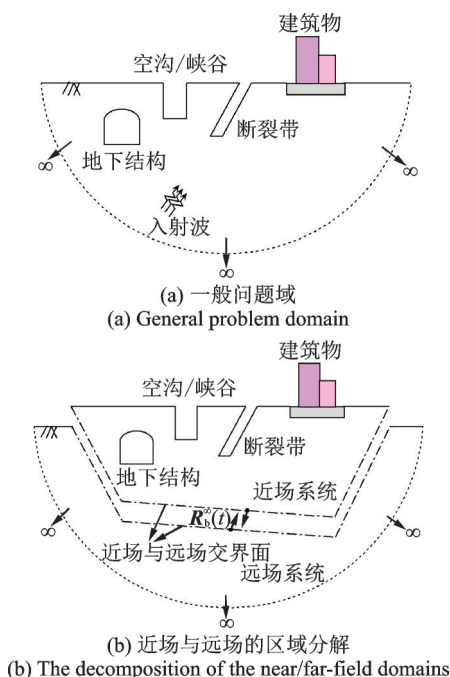 建筑物
空沟/峡谷
断裂带
地下结构
∞
∞
入射波
∞
(a) 一般问题域
(a) General problem domain
建筑物
空沟/峡谷
断裂带
地下结构
近场系统
R_b^∞(t)
∞
∞
近场与远场交界面
远场系统
∞
(b) 近场与远场的区域分解
(b) The decomposition of the near/far-field domains